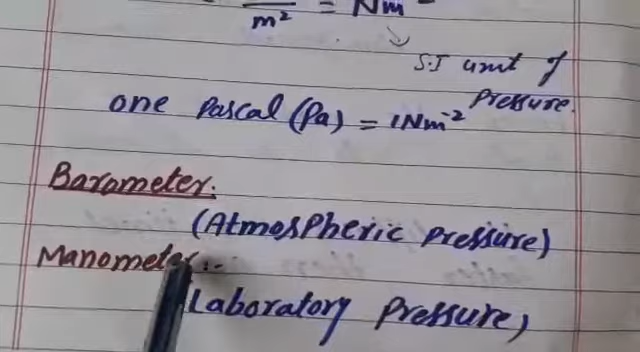 m² = Nm⁻
S.I unit of
Pressure.
one Pascal (Pa) = 1Nm⁻²
Barometer.
(Atmospheric Pressure)
Manometer:.
Laboratory Pressure)